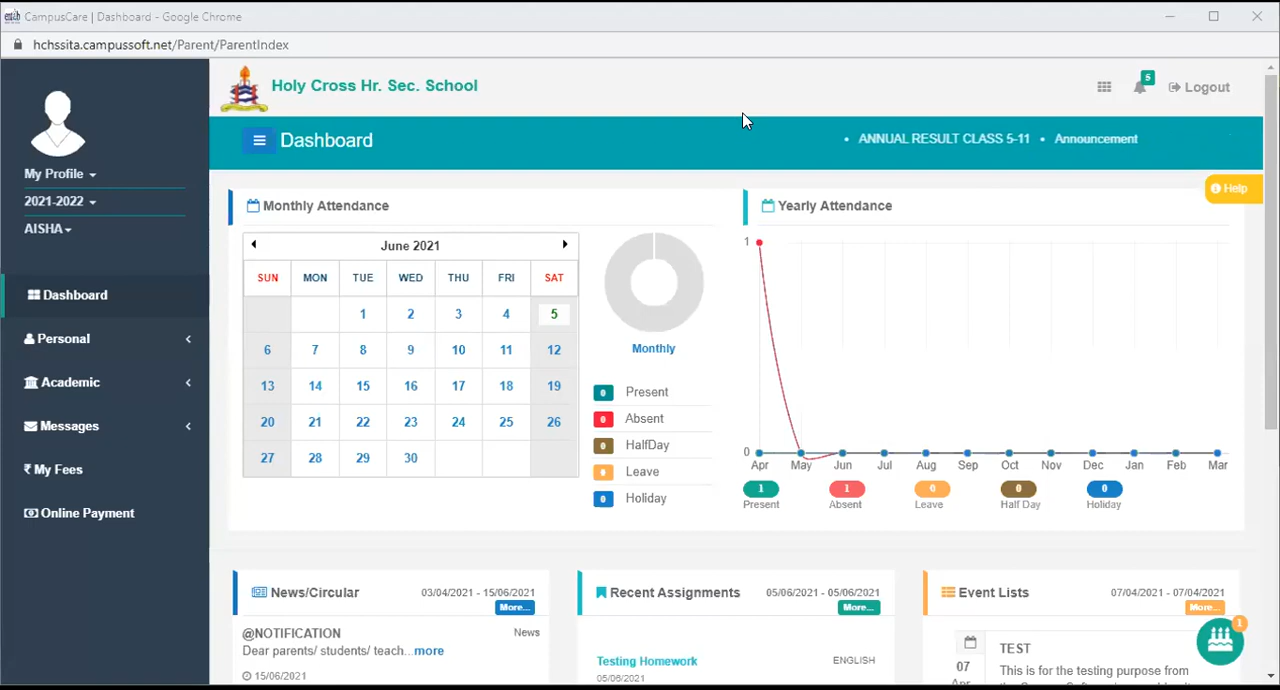 CampusCare | Dashboard - Google Chrome
hchssita.campussoft.net/Parent/ParentIndex
Holy Cross Hr. Sec. School
5
Logout
My Profile
2021-2022
AISHA
Dashboard
Personal
Academic
Messages
₹ My Fees
Online Payment
Dashboard
• ANNUAL RESULT CLASS 5-11 • Announcement
Help
Monthly Attendance
June 2021
SUN MON TUE WED THU FRI SAT
1 2 3 4 5
6 7 8 9 10 11 12
13 14 15 16 17 18 19
20 21 22 23 24 25 26
27 28 29 30
Monthly
0 Present
0 Absent
0 HalfDay
0 Leave
0 Holiday
Yearly Attendance
1
0
Apr May Jun Jul Aug Sep Oct Nov Dec Jan Feb Mar
1 1 0 0 0
Present Absent Leave Half Day Holiday
News/Circular 03/04/2021 - 15/06/2021
More...
@NOTIFICATION News
Dear parents/ students/ teach...more
15/06/2021
Recent Assignments 05/06/2021 - 05/06/2021
More...
Testing Homework ENGLISH
05/06/2021
Event Lists 07/04/2021 - 07/04/2021
More...
1
07
Apr
TEST
This is for the testing purpose from